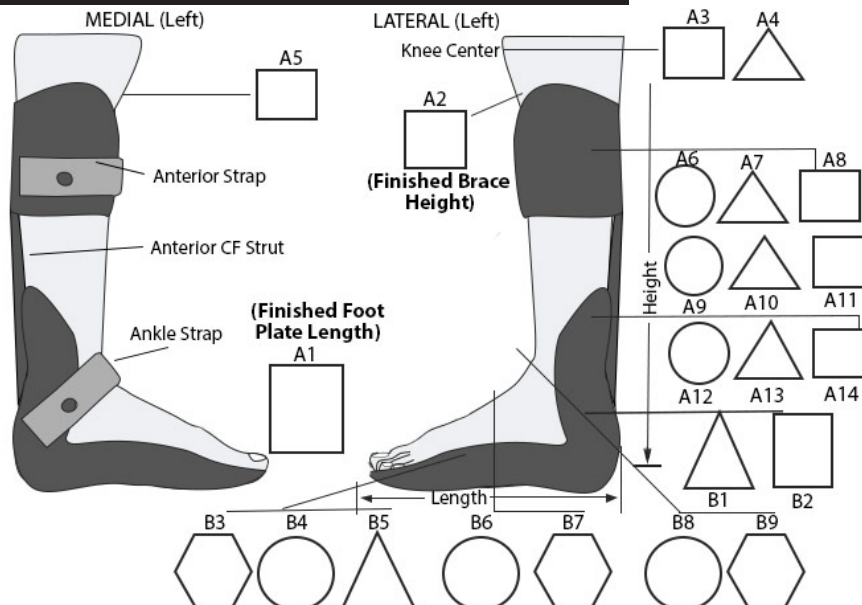 MEDIAL (Left)
LATERAL (Left)
A3
A4
Knee Center
A5
A2
(Finished Brace
Height)
Anterior Strap
A6
A7
A8
Anterior CF Strut
Height
A9
A10
A11
(Finished Foot
Plate Length)
A1
Ankle Strap
A12
A13
A14
B1
B2
Length
B3
B4
B5
B6
B7
B8
B9